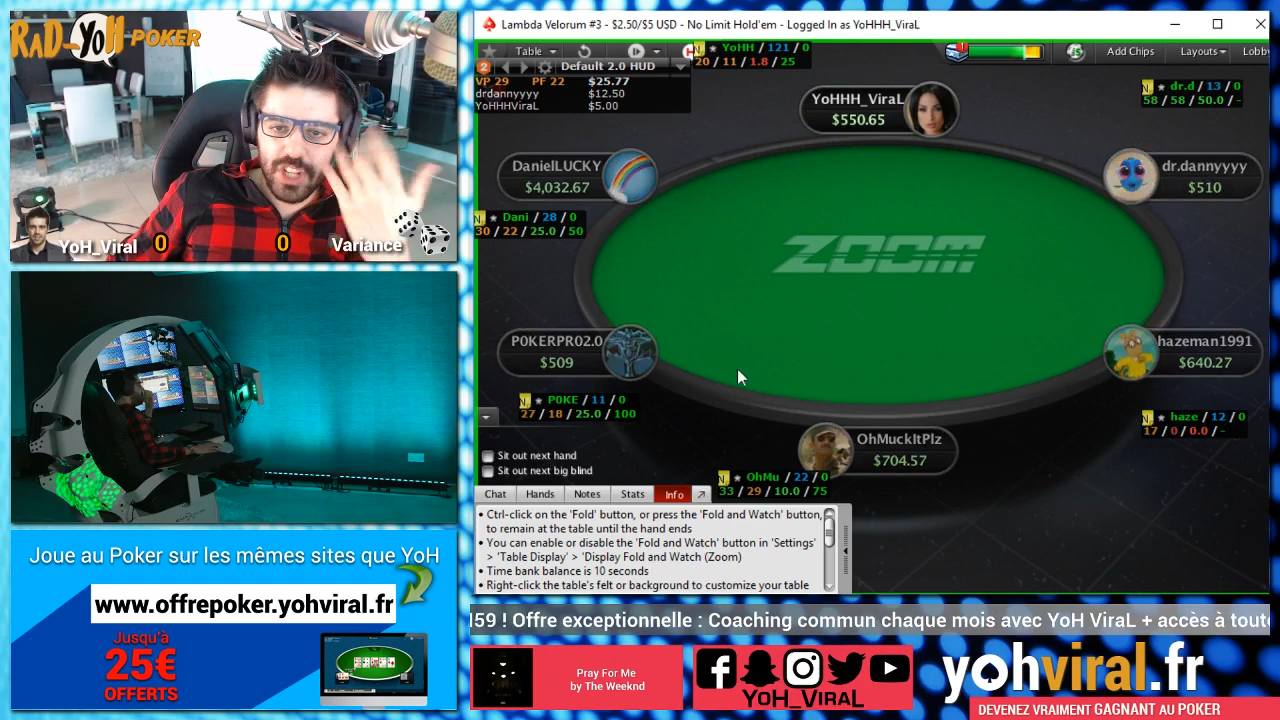 RaD-YoH POKER
YoH_Viral 0 0 Variance
Joue au Poker sur les mêmes sites que YoH
www.offrepoker.yohviral.fr
Jusqu'à
25€
OFFERTS
Lambda Velorum #3 - $2.50/$5 USD - No Limit Hold'em - Logged In as YoHHH_ViraL
Table
Add Chips
Layouts
Lobb
YoHH / 121 / 0
20 / 11 / 1.8 / 25
2
Default 2.0 HUD
VP 29 PF 22 $25.77
drdannyyyy $12.50
YoHHHViraL $5.00
YoHHH_ViraL
$550.65
dr.d / 13 / 0
58 / 58 / 50.0 / -
DanielLUCKY
$4,032.67
dr.dannyyyy
$510
Dani / 28 / 0
30 / 22 / 25.0 / 50
ZOOM
P0KERPR02.0
$509
hazeman1991
$640.27
P0KE / 11 / 0
27 / 18 / 25.0 / 100
haze / 12 / 0
17 / 0 / 0.0 / -
OhMuckItPlz
$704.57
OhMu / 22 / 0
33 / 29 / 10.0 / 75
Sit out next hand
Sit out next big blind
Chat Hands Notes Stats Info
• Ctrl-click on the 'Fold' button, or press the 'Fold and Watch' button,
to remain at the table until the hand ends
• You can enable or disable the 'Fold and Watch' button in 'Settings'
> 'Table Display' > 'Display Fold and Watch (Zoom)
• Time bank balance is 10 seconds
• Right-click the table's felt or background to customize your table
159 ! Offre exceptionnelle : Coaching commun chaque mois avec YoH ViraL + accès à tout
Pray For Me
by The Weeknd
YoH_ViraL
yohviral.fr
DEVENEZ VRAIMENT GAGNANT AU POKER